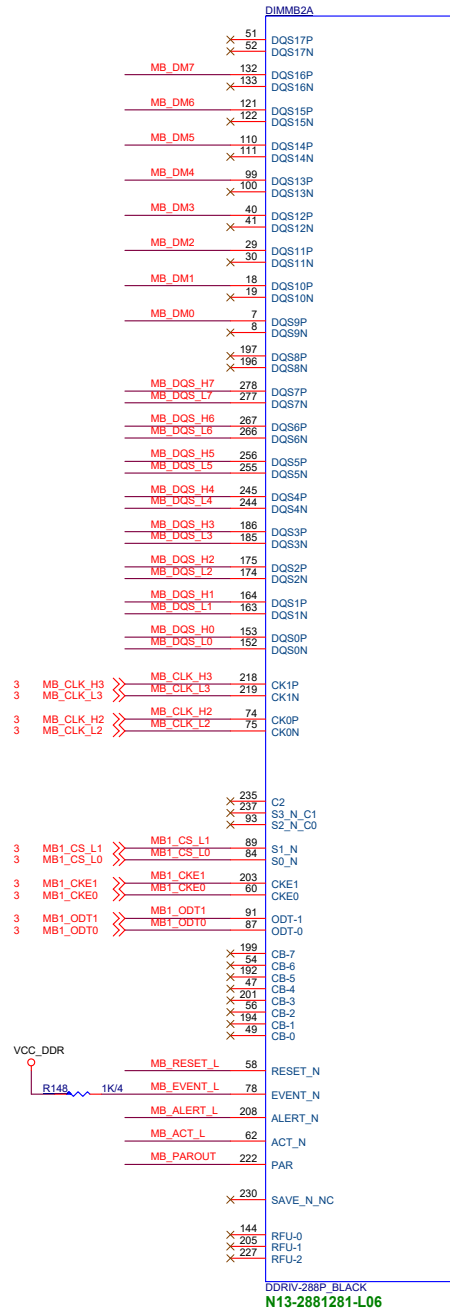 DIMMB2A
51 DQS17P
52 DQS17N
MB_DM7 132 DQS16P
133 DQS16N
MB_DM6 121 DQS15P
122 DQS15N
MB_DM5 110 DQS14P
111 DQS14N
MB_DM4 99 DQS13P
100 DQS13N
MB_DM3 40 DQS12P
41 DQS12N
MB_DM2 29 DQS11P
30 DQS11N
MB_DM1 18 DQS10P
19 DQS10N
MB_DM0 7 DQS9P
8 DQS9N
197 DQS8P
196 DQS8N
MB_DQS_H7 278 DQS7P
MB_DQS_L7 277 DQS7N
MB_DQS_H6 267 DQS6P
MB_DQS_L6 266 DQS6N
MB_DQS_H5 256 DQS5P
MB_DQS_L5 255 DQS5N
MB_DQS_H4 245 DQS4P
MB_DQS_L4 244 DQS4N
MB_DQS_H3 186 DQS3P
MB_DQS_L3 185 DQS3N
MB_DQS_H2 175 DQS2P
MB_DQS_L2 174 DQS2N
MB_DQS_H1 164 DQS1P
MB_DQS_L1 163 DQS1N
MB_DQS_H0 153 DQS0P
MB_DQS_L0 152 DQS0N
3 MB_CLK_H3 MB_CLK_H3 218 CK1P
3 MB_CLK_L3 MB_CLK_L3 219 CK1N
3 MB_CLK_H2 MB_CLK_H2 74 CK0P
3 MB_CLK_L2 MB_CLK_L2 75 CK0N
235 C2
237 S3_N_C1
93 S2_N_C0
3 MB1_CS_L1 MB1_CS_L1 89 S1_N
3 MB1_CS_L0 MB1_CS_L0 84 S0_N
3 MB1_CKE1 MB1_CKE1 203 CKE1
3 MB1_CKE0 MB1_CKE0 60 CKE0
3 MB1_ODT1 MB1_ODT1 91 ODT-1
3 MB1_ODT0 MB1_ODT0 87 ODT-0
199 CB-7
54 CB-6
192 CB-5
47 CB-4
201 CB-3
56 CB-2
194 CB-1
49 CB-0
VCC_DDR
MB_RESET_L 58 RESET_N
R148 1K/4 MB_EVENT_L 78 EVENT_N
MB_ALERT_L 208 ALERT_N
MB_ACT_L 62 ACT_N
MB_PAROUT 222 PAR
230 SAVE_N_NC
144 RFU-0
205 RFU-1
227 RFU-2
DDRIV-288P_BLACK
N13-2881281-L06